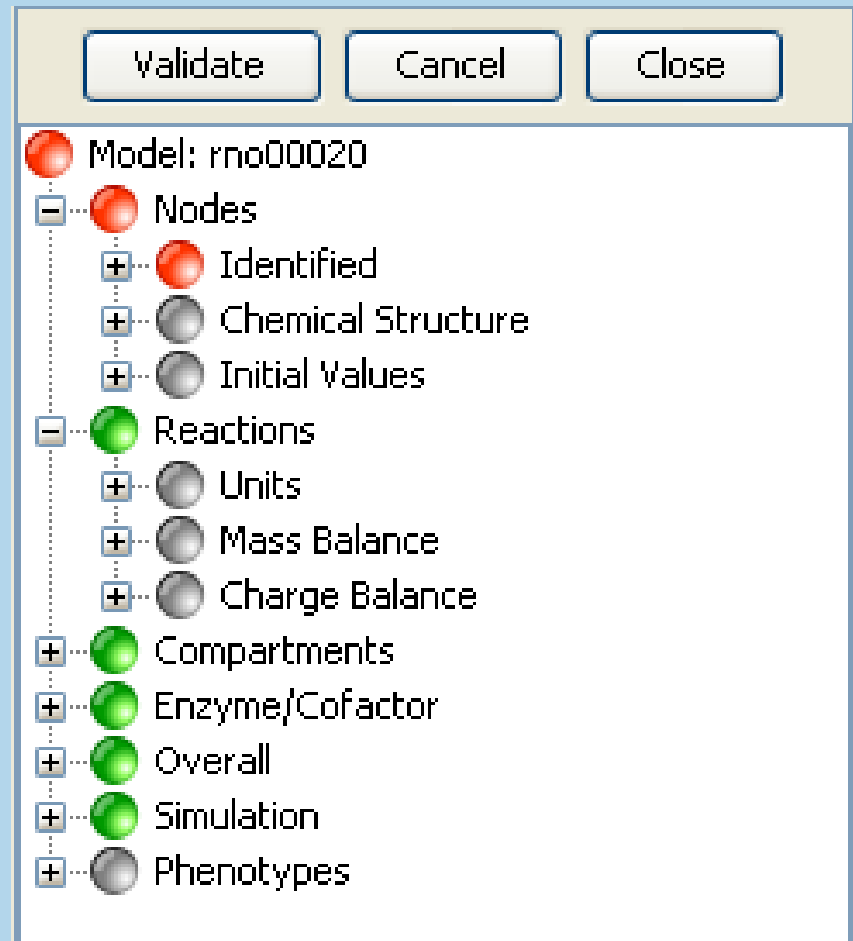 Validate Cancel Close
Model: rno00020
Nodes
Identified
Chemical Structure
Initial Values
Reactions
Units
Mass Balance
Charge Balance
Compartments
Enzyme/Cofactor
Overall
Simulation
Phenotypes